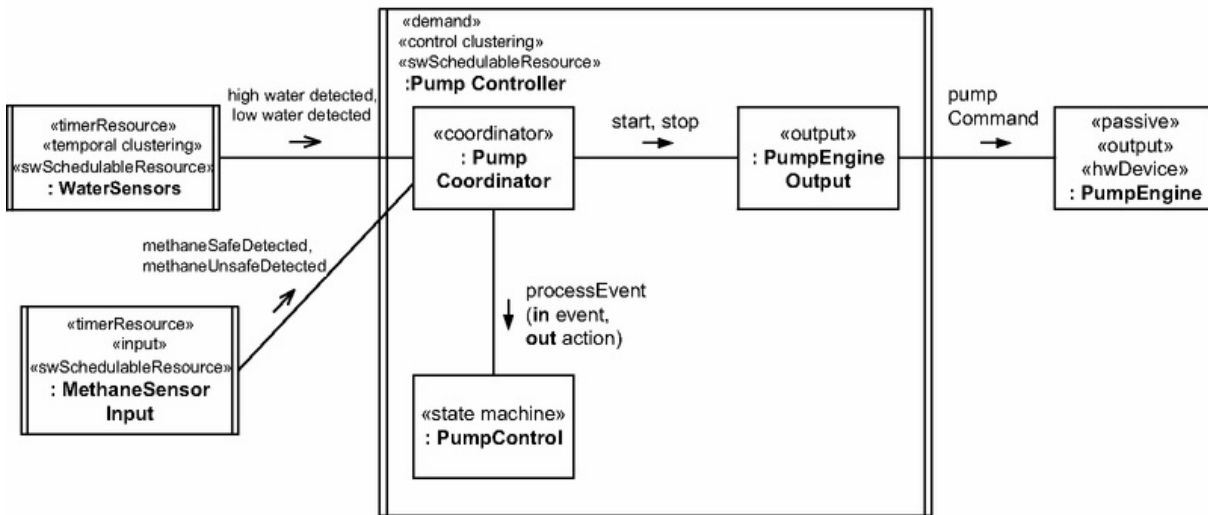 «demand»
«control clustering»
«swSchedulableResource»
:Pump Controller
high water detected,
low water detected
«timerResource»
«temporal clustering»
«swSchedulableResource»
: WaterSensors
«coordinator»
: Pump
Coordinator
start, stop
«output»
: PumpEngine
Output
pump
Command
«passive»
«output»
«hwDevice»
: PumpEngine
methaneSafeDetected,
methaneUnsafeDetected
«timerResource»
«input»
«swSchedulableResource»
: MethaneSensor
Input
processEvent
(in event,
out action)
«state machine»
: PumpControl